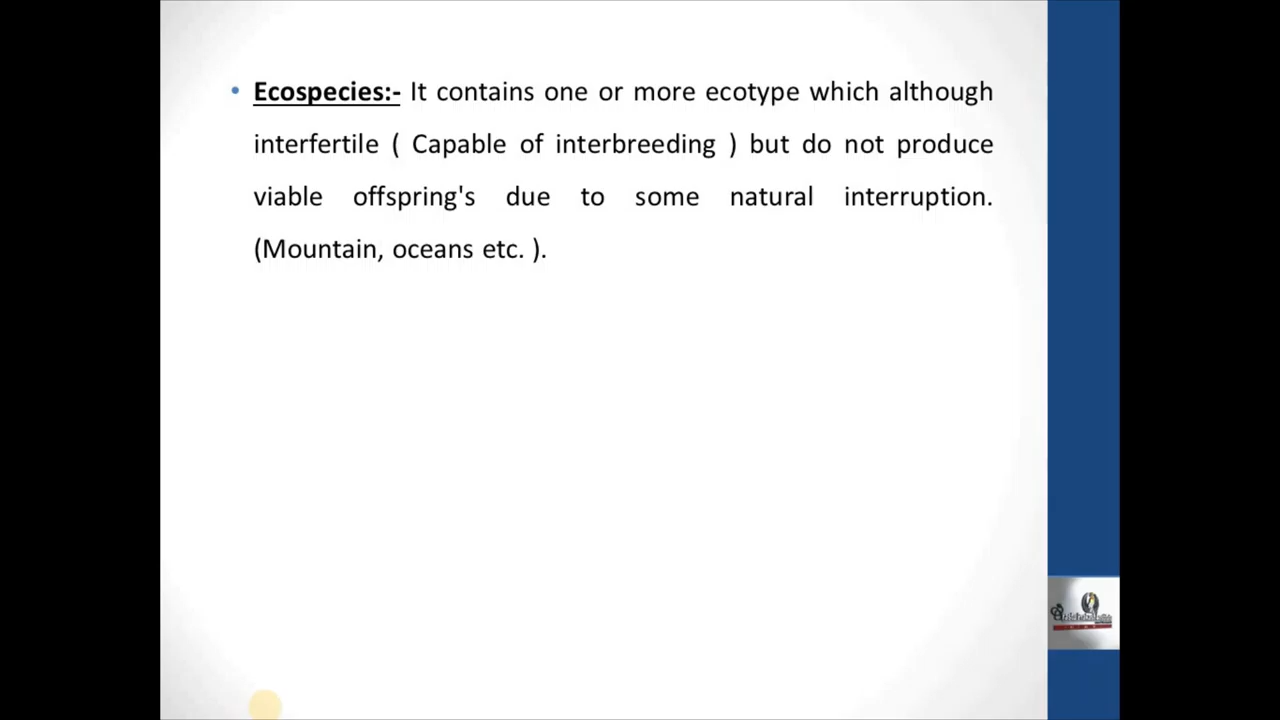 • Ecospecies:- It contains one or more ecotype which although
interfertile ( Capable of interbreeding ) but do not produce
viable offspring's due to some natural interruption.
(Mountain, oceans etc. ).